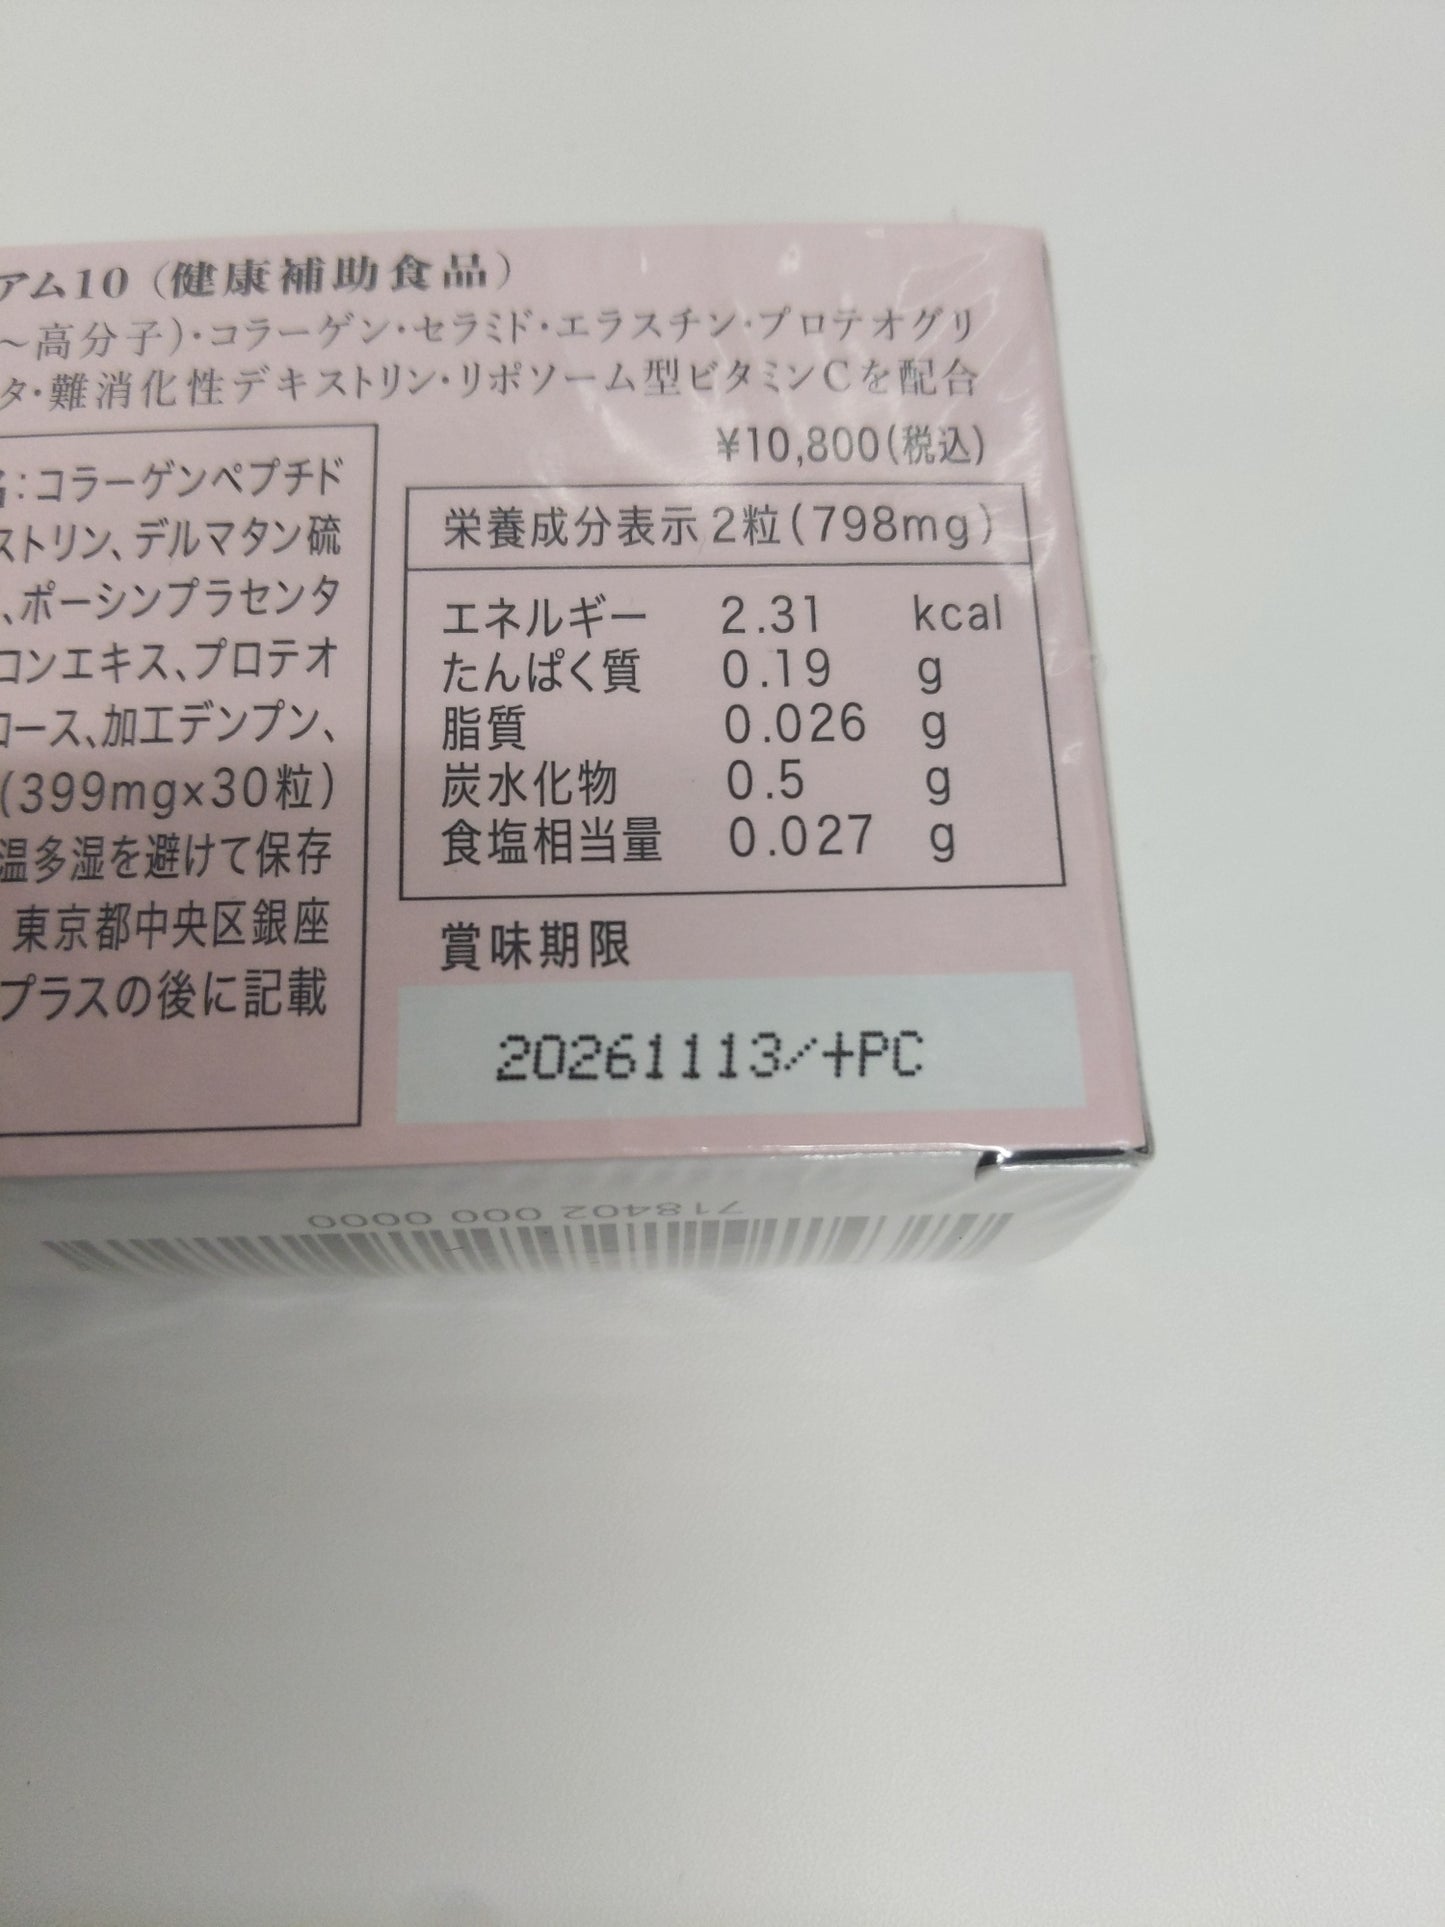 アム10（健康補助食品）
～高分子）・コラーゲン・セラミド・エラスチン・プロテオグリ
タ・難消化性デキストリン・リポソーム型ビタミンCを配合
¥10,800(税込)
名：コラーゲンペプチド
ストリン、デルマタン硫
、ポーシンプラセンタ
コンエキス、プロテオ
コース、加工デンプン、
(399mg×30粒)
温多湿を避けて保存
東京都中央区銀座
プラスの後に記載
栄養成分表示 2粒(798mg)
エネルギー 2.31 kcal
たんぱく質 0.19 g
脂質 0.026 g
炭水化物 0.5 g
食塩相当量 0.027 g
賞味期限
20261113/+PC
718402 000 0000